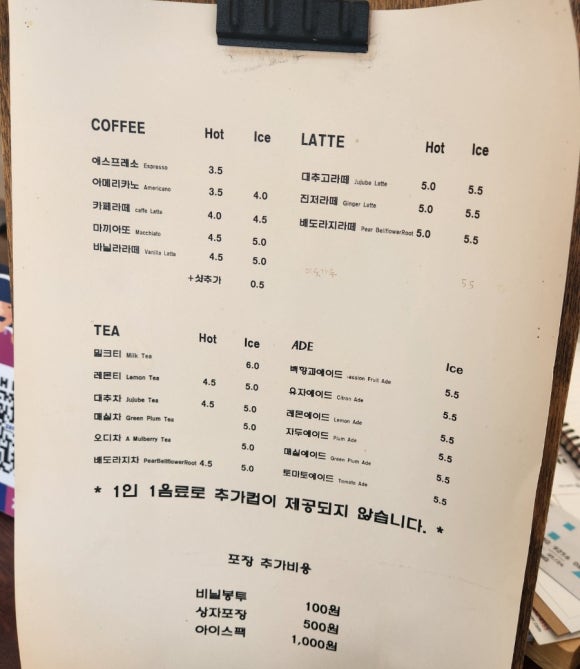 COFFEE Hot Ice
에스프레소 Espresso 3.5
아메리카노 Americano 3.5 4.0
카페라떼 caffe Latte 4.0 4.5
마끼아또 Macchiato 4.5 5.0
바닐라라떼 Vanilla Latte 4.5 5.0
+샷추가 0.5
LATTE Hot Ice
대추고라떼 Jujube Latte 5.0 5.5
진저라떼 Ginger Latte 5.0 5.5
배도라지라떼 Pear BellflowerRoot 5.0 5.5
5.5
TEA Hot Ice
밀크티 Milk Tea 6.0
레몬티 Lemon Tea 4.5 5.0
대추차 Jujube Tea 4.5 5.0
매실차 Green Plum Tea 5.0
오디차 A Mulberry Tea 5.0
배도라지차 PearBellflowerRoot 4.5 5.0
ADE Ice
백향과에이드 Passion Fruit Ade 5.5
유자에이드 Citron Ade 5.5
레몬에이드 Lemon Ade 5.5
자두에이드 Plum Ade 5.5
매실에이드 Green Plum Ade 5.5
토마토에이드 Tomato Ade 5.5
* 1인 1음료로 추가컵이 제공되지 않습니다. *
포장 추가비용
비닐봉투 100원
상자포장 500원
아이스팩 1,000원